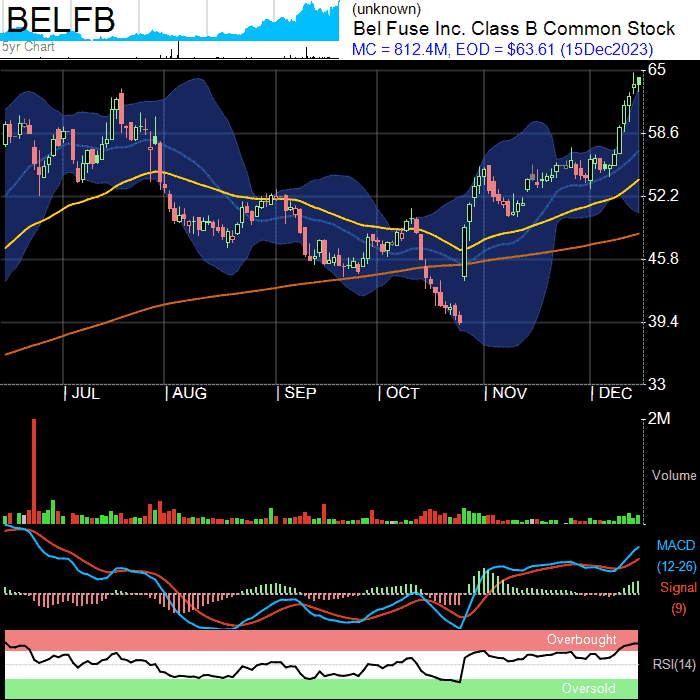 BELFB
5yr Chart
(unknown)
Bel Fuse Inc. Class B Common Stock
MC = 812.4M, EOD = $63.61 (15Dec2023)
65
58.6
52.2
45.8
39.4
33
JUL AUG SEP OCT NOV DEC
2M
Volume
MACD
(12-26)
Signal
(9)
Overbought
RSI(14)
Oversold